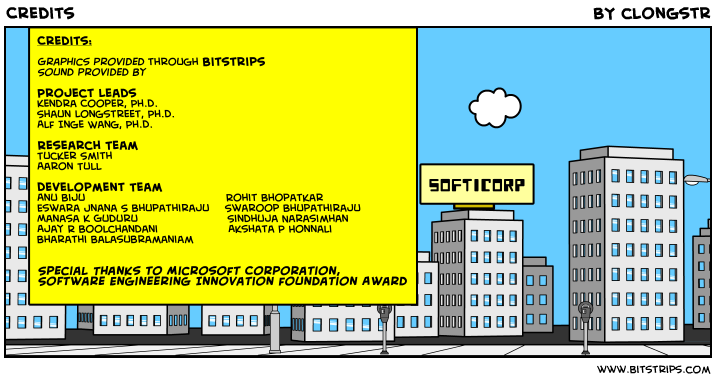 CREDITS
BY CLONGSTR
CREDITS:
GRAPHICS PROVIDED THROUGH BITSTRIPS
SOUND PROVIDED BY
PROJECT LEADS
KENDRA COOPER, PH.D.
SHAUN LONGSTREET, PH.D.
ALF INGE WANG, PH.D.
RESEARCH TEAM
TUCKER SMITH
AARON TULL
DEVELOPMENT TEAM
ANU BIJU
ESWARA JNANA S BHUPATHIRAJU
MANASA K GUDURU
AJAY R BOOLCHANDANI
BHARATHI BALASUBRAMANIAM
ROHIT BHOPATKAR
SWAROOP BHUPATHIRAJU
SINDHUJA NARASIMHAN
AKSHATA P HONNALI
SPECIAL THANKS TO MICROSOFT CORPORATION,
SOFTWARE ENGINEERING INNOVATION FOUNDATION AWARD
SOFTICORP
WWW.BITSTRIPS.COM